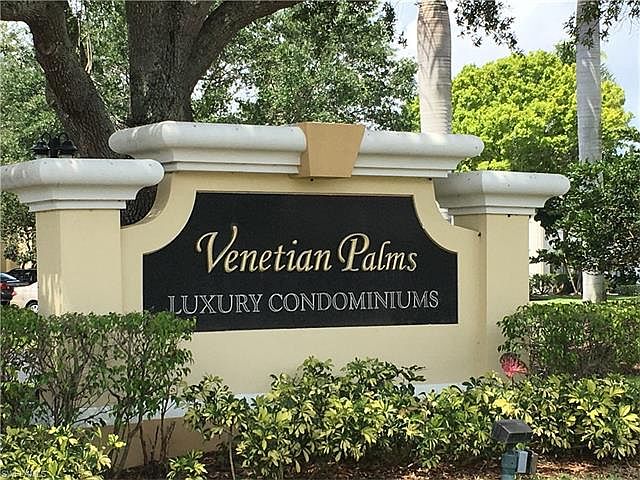 Venetian Palms
LUXURY CONDOMINIUMS